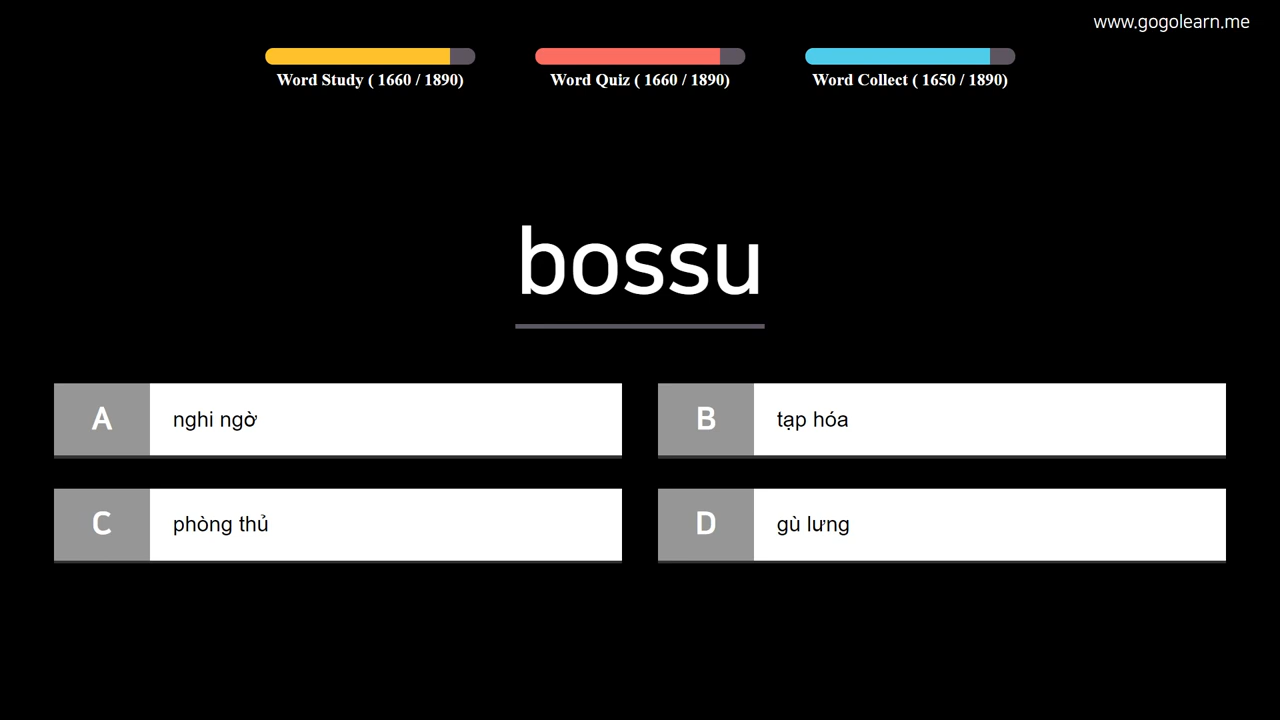 www.gogolearn.me
Word Study ( 1660 / 1890)
Word Quiz ( 1660 / 1890)
Word Collect ( 1650 / 1890)
bossu
A nghi ngờ
B tạp hóa
C phòng thủ
D gù lưng